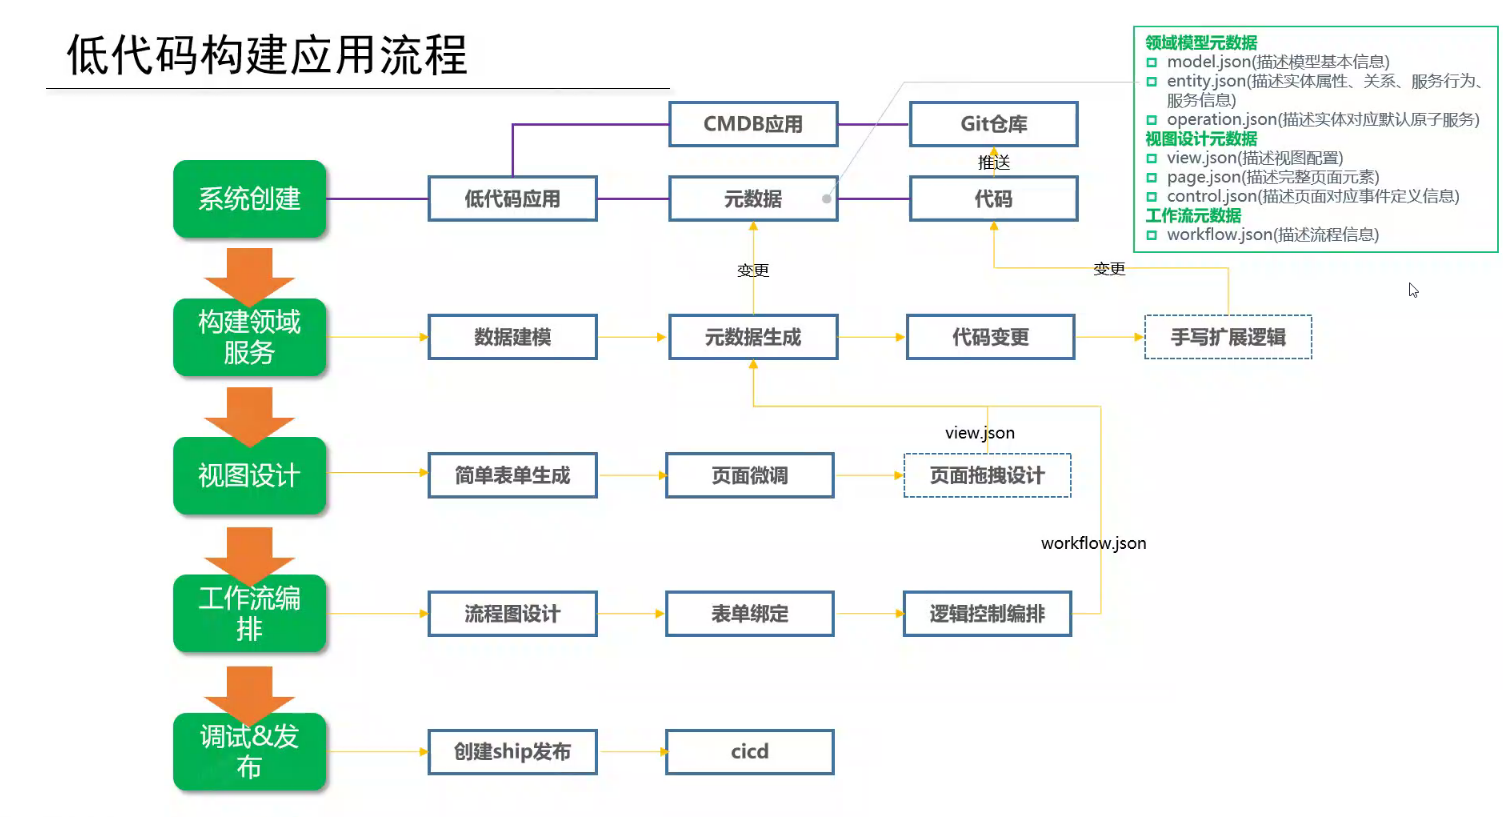 低代码构建应用流程
领域模型元数据
model.json(描述模型基本信息)
entity.json(描述实体属性、关系、服务行为、
服务信息)
operation.json(描述实体对应默认原子服务)
视图设计元数据
view.json(描述视图配置)
page.json(描述完整页面元素)
control.json(描述页面对应事件定义信息)
工作流元数据
workflow.json(描述流程信息)
CMDB应用
Git仓库
推送
系统创建
低代码应用
元数据
代码
变更
变更
构建领域
服务
数据建模
元数据生成
代码变更
手写扩展逻辑
view.json
视图设计
简单表单生成
页面微调
页面拖拽设计
workflow.json
工作流编
排
流程图设计
表单绑定
逻辑控制编排
调试&发
布
创建ship发布
cicd